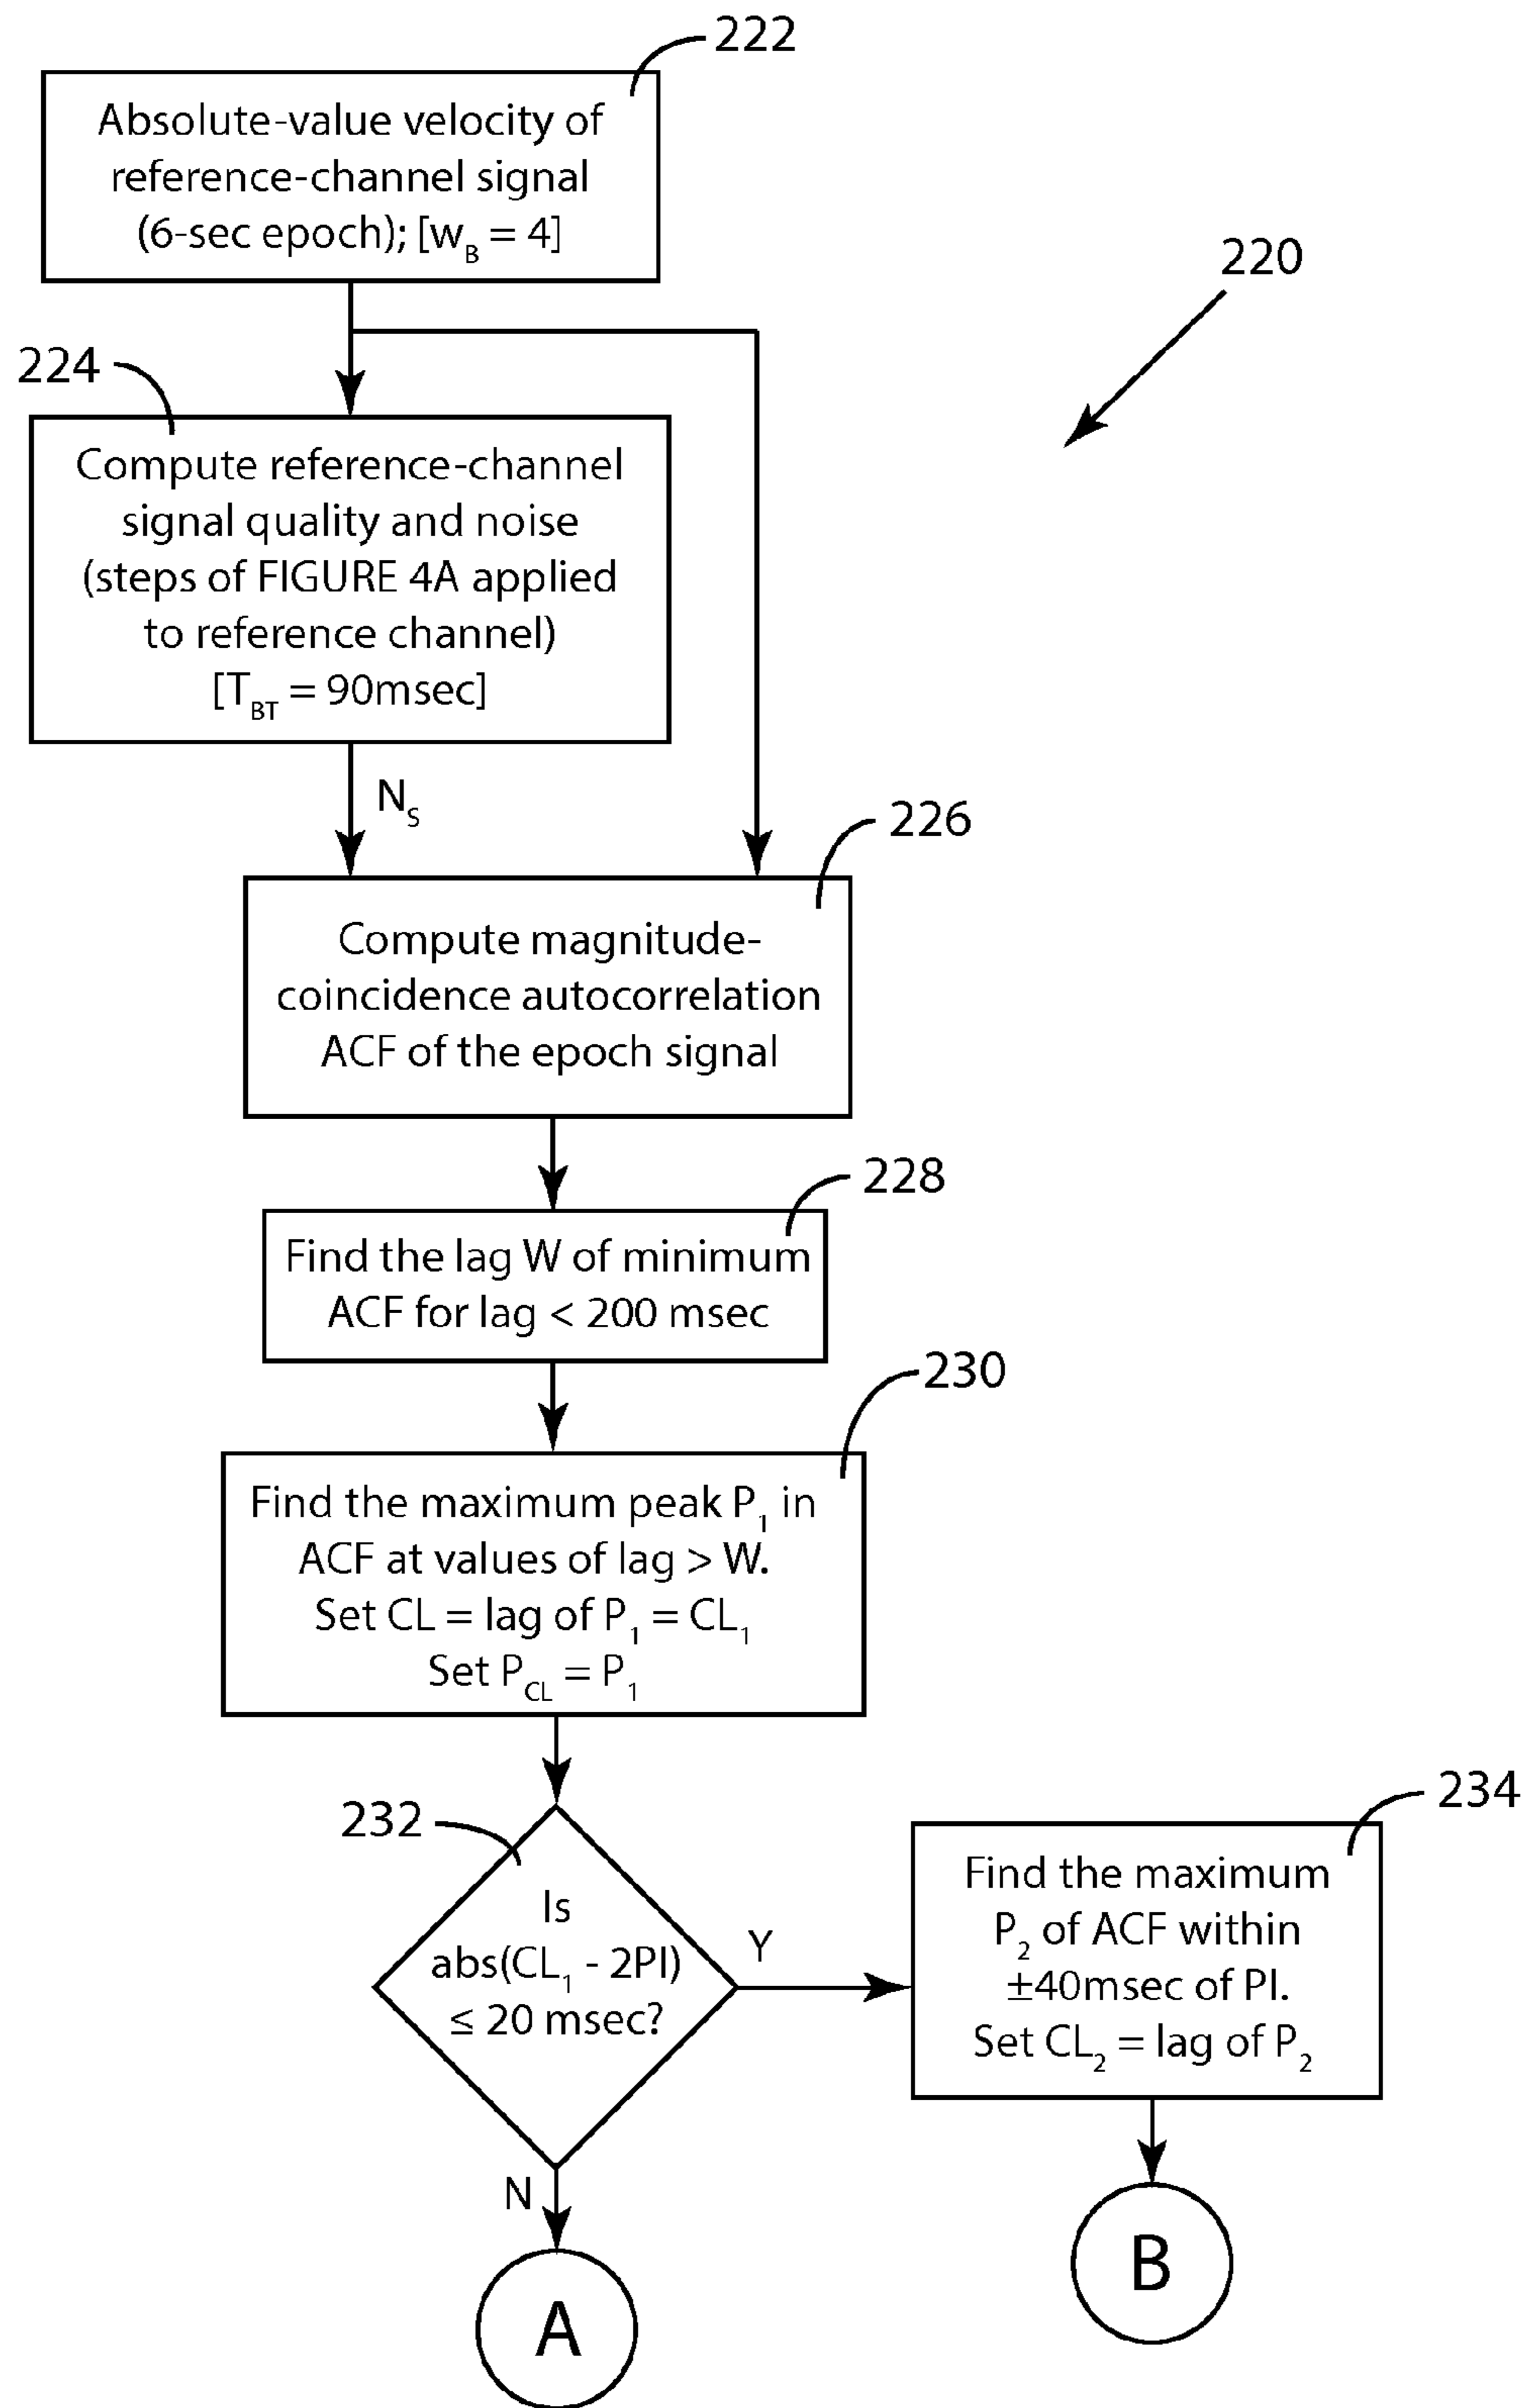 222
Absolute-value velocity of
reference-channel signal
(6-sec epoch); [w_B = 4]
220
224
Compute reference-channel
signal quality and noise
(steps of FIGURE 4A applied
to reference channel)
[T_BT = 90msec]
N_S
226
Compute magnitude-
coincidence autocorrelation
ACF of the epoch signal
228
Find the lag W of minimum
ACF for lag < 200 msec
230
Find the maximum peak P_1 in
ACF at values of lag > W.
Set CL = lag of P_1 = CL_1
Set P_CL = P_1
232
Is
abs(CL_1 - 2PI)
≤ 20 msec?
Y
N
234
Find the maximum
P_2 of ACF within
±40msec of PI.
Set CL_2 = lag of P_2
B
A